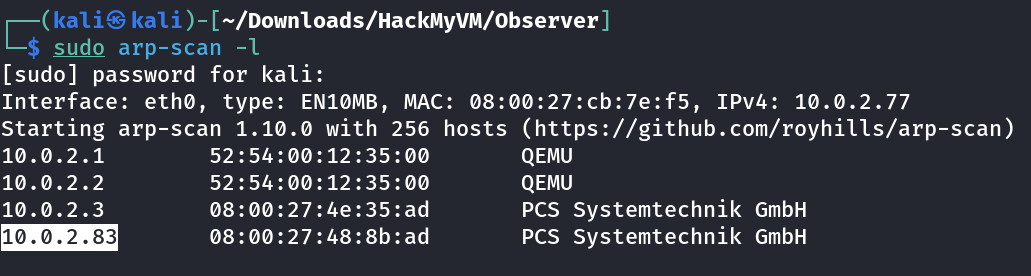 ┌──(kali㉿kali)-[~/Downloads/HackMyVM/Observer]
└─$ sudo arp-scan -l
[sudo] password for kali:
Interface: eth0, type: EN10MB, MAC: 08:00:27:cb:7e:f5, IPv4: 10.0.2.77
Starting arp-scan 1.10.0 with 256 hosts (https://github.com/royhills/arp-scan)
10.0.2.1        52:54:00:12:35:00       QEMU
10.0.2.2        52:54:00:12:35:00       QEMU
10.0.2.3        08:00:27:4e:35:ad       PCS Systemtechnik GmbH
10.0.2.83       08:00:27:48:8b:ad       PCS Systemtechnik GmbH